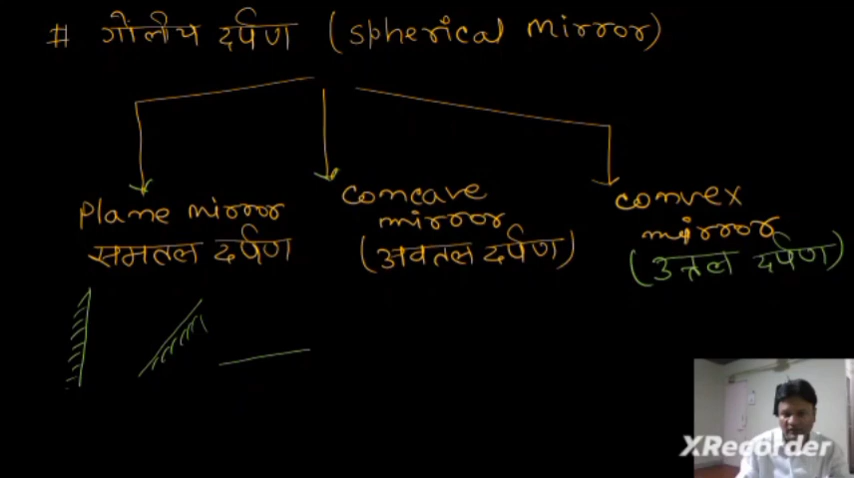 # गोलीय दर्पण (spherical mirror)
plane mirror
समतल दर्पण
concave
mirror
(अवतल दर्पण)
convex
mirror
(उत्तल दर्पण)
XRecorder